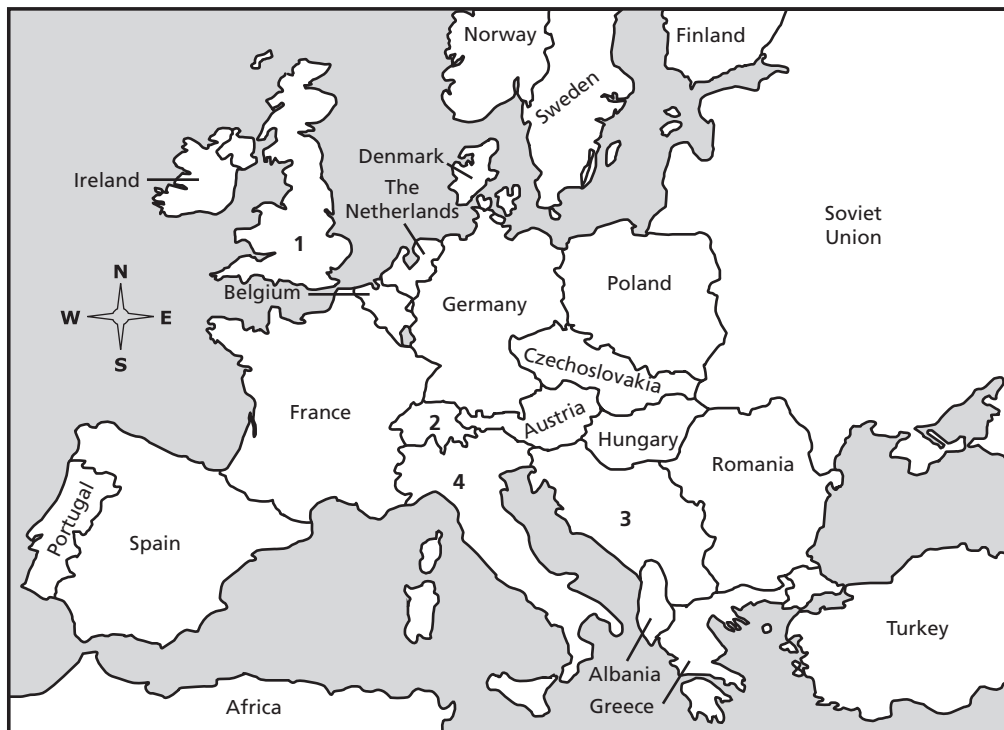 Norway
Finland
Sweden
Denmark
The
Netherlands
Ireland
Soviet
Union
1
N
W E
S
Belgium
Germany
Poland
Czechoslovakia
France
2
Austria
Hungary
Romania
4
3
Portugal
Spain
Turkey
Albania
Greece
Africa